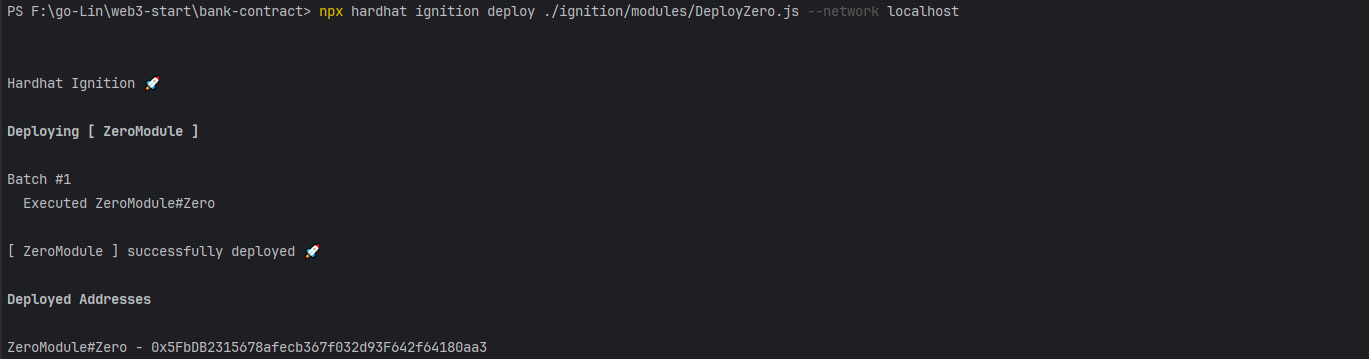 PS F:\go-Lin\web3-start\bank-contract> npx hardhat ignition deploy ./ignition/modules/DeployZero.js --network localhost
Hardhat Ignition 🚀
Deploying [ ZeroModule ]
Batch #1
Executed ZeroModule#Zero
[ ZeroModule ] successfully deployed 🚀
Deployed Addresses
ZeroModule#Zero - 0x5FbDB2315678afecb367f032d93F642f64180aa3